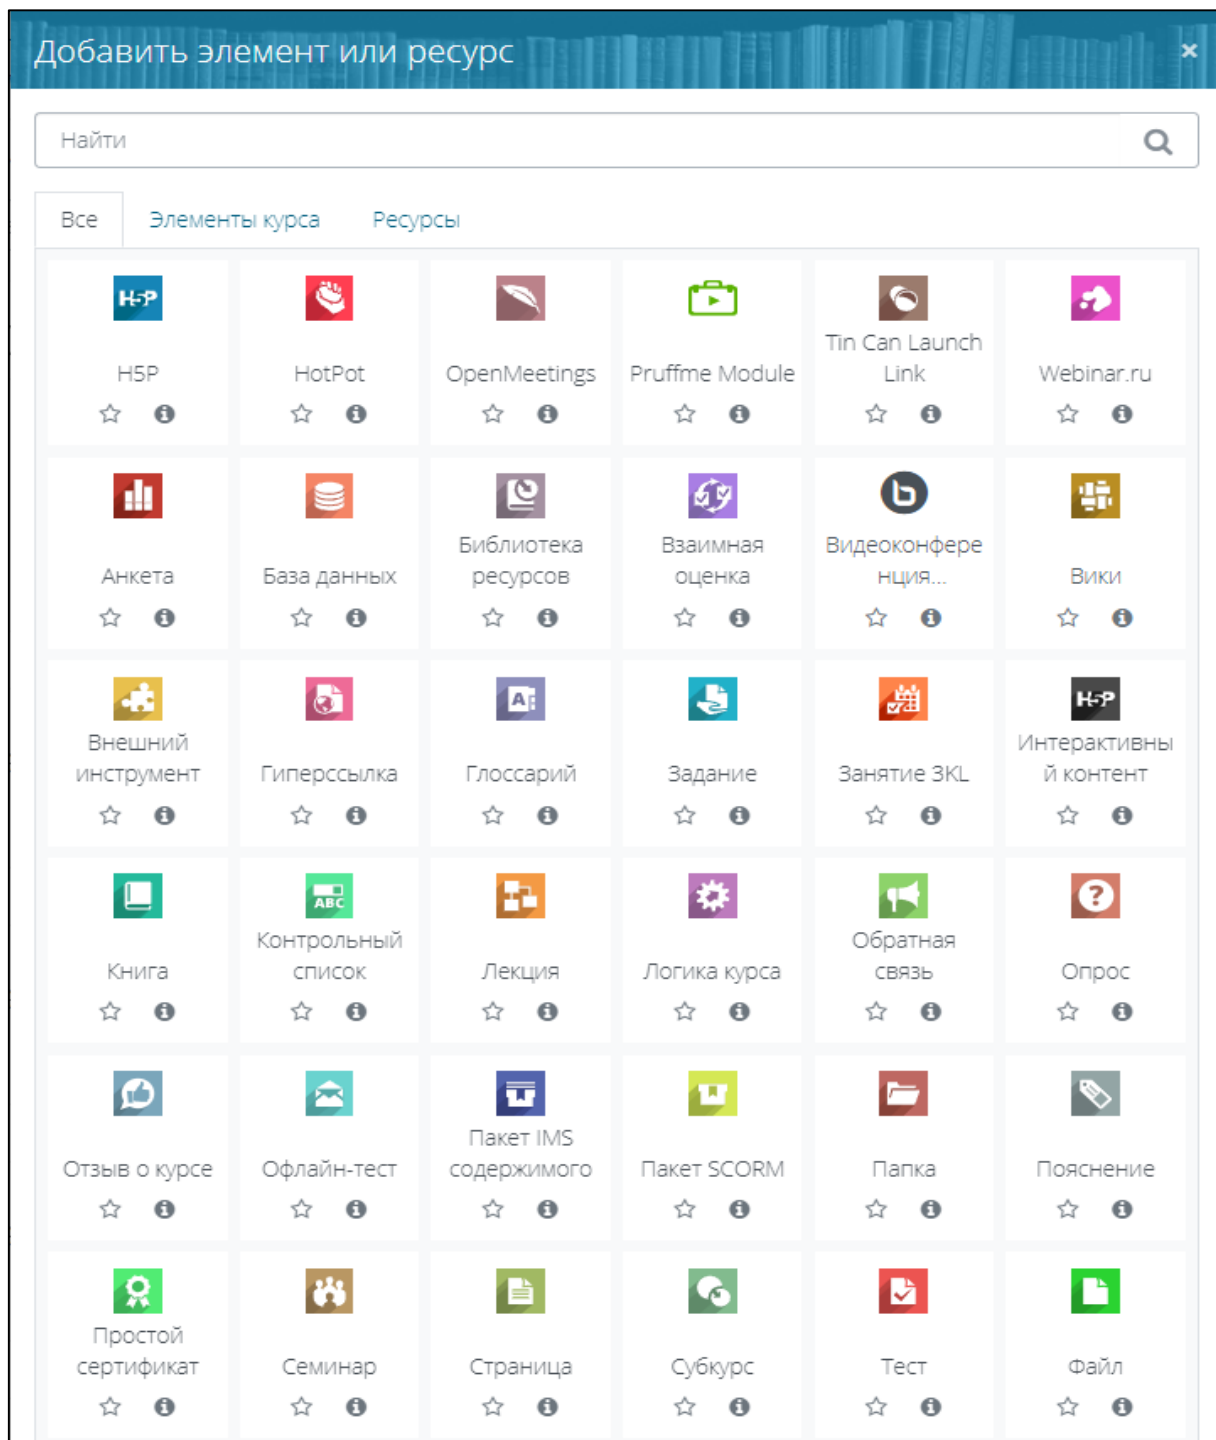 Добавить элемент или ресурс
×
Найти
Все Элементы курса Ресурсы
H5P
H5P
HotPot
OpenMeetings
Pruffme Module
Tin Can Launch
Link
Webinar.ru
Анкета
База данных
Библиотека
ресурсов
Взаимная
оценка
b
Видеоконфере
нция...
Вики
Внешний
инструмент
Гиперссылка
A
Глоссарий
Задание
Занятие 3KL
H5P
Интерактивны
й контент
Книга
ABC
Контрольный
список
Лекция
Логика курса
Обратная
связь
?
Опрос
Отзыв о курсе
Офлайн-тест
Пакет IMS
содержимого
Пакет SCORM
Папка
Пояснение
Простой
сертификат
Семинар
Страница
Субкурс
Тест
Файл